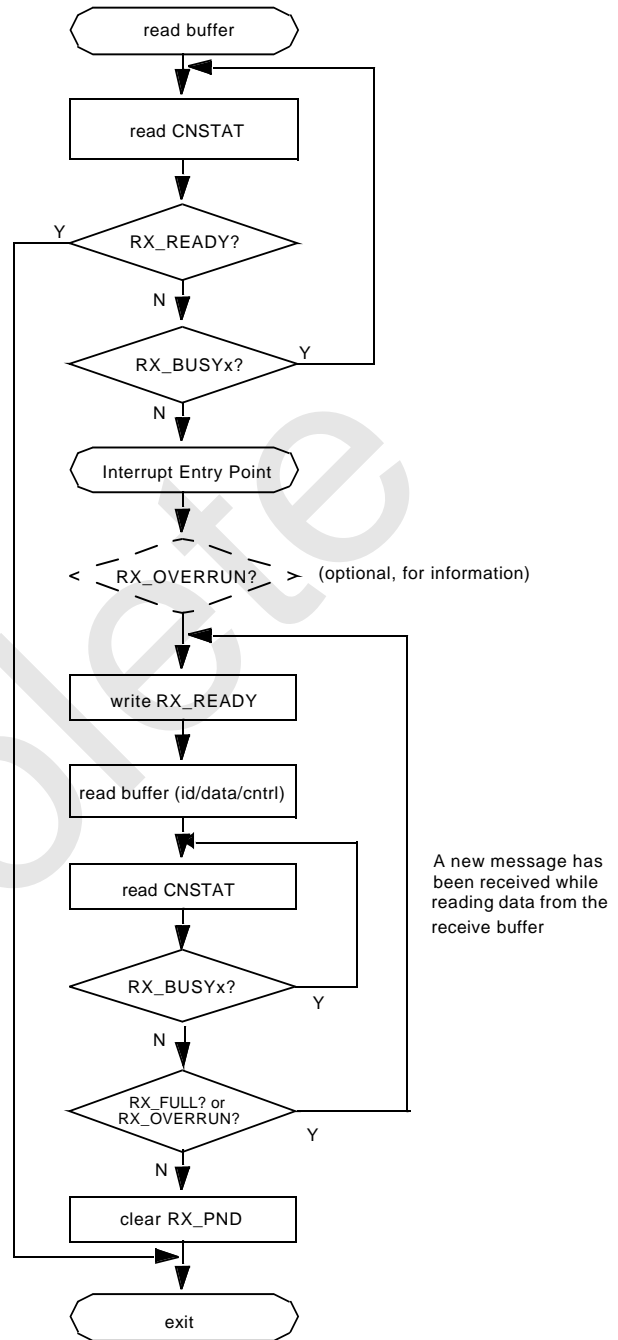 read buffer
read CNSTAT
Y
RX_READY?
N
RX_BUSYx?
Y
N
Interrupt Entry Point
RX_OVERRUN?
(optional, for information)
write RX_READY
read buffer (id/data/cntrl)
read CNSTAT
A new message has
been received while
reading data from the
receive buffer
RX_BUSYx?
Y
N
RX_FULL? or
RX_OVERRUN?
Y
N
clear RX_PND
exit